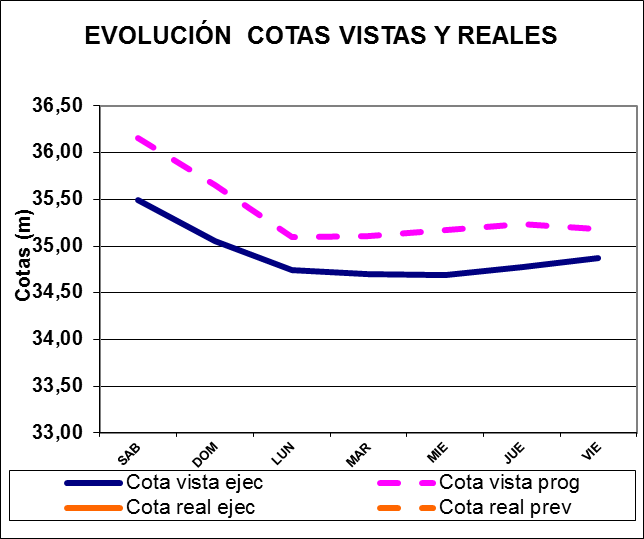 EVOLUCIÓN  COTAS VISTAS Y REALES
36,50
36,00
35,50
35,00
34,50
34,00
33,50
33,00
Cotas (m)
SAB DOM LUN MAR MIE JUE VIE
Cota vista ejec Cota vista prog
Cota real ejec Cota real prev